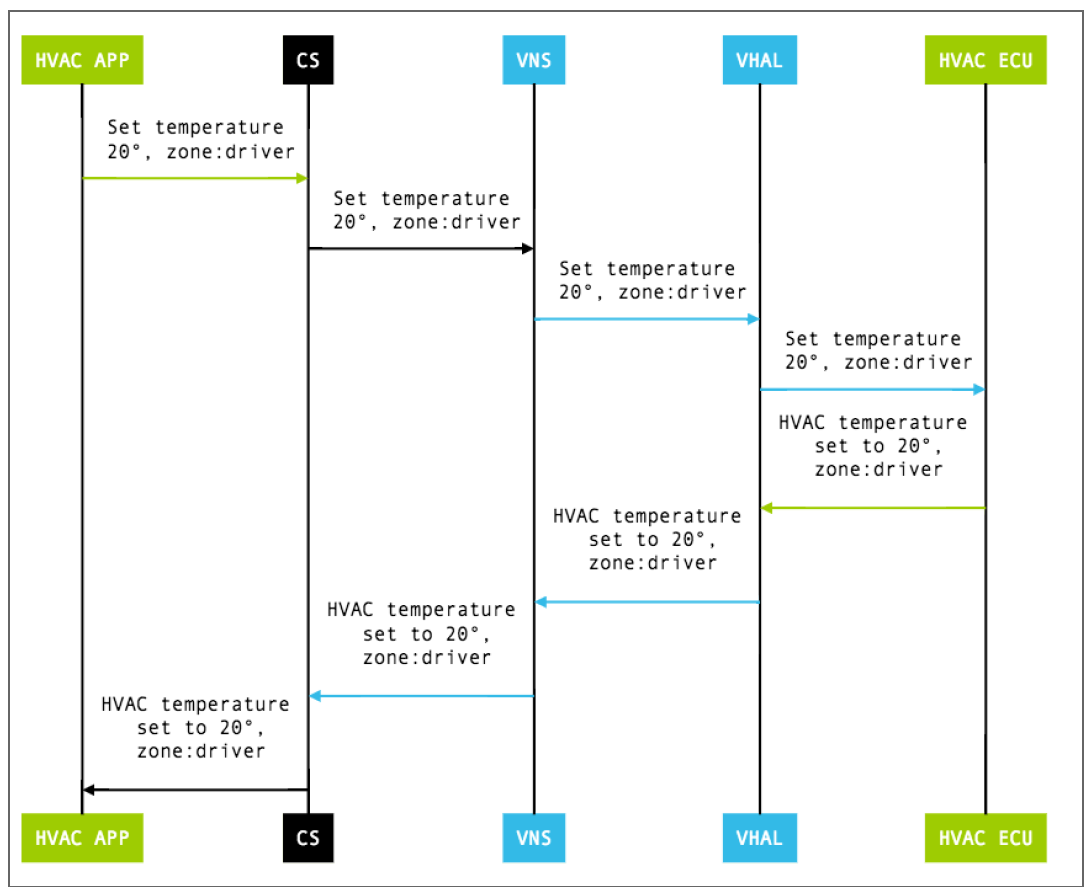 HVAC APP
CS
VNS
VHAL
HVAC ECU
Set temperature
20°, zone:driver
Set temperature
20°, zone:driver
Set temperature
20°, zone:driver
Set temperature
20°, zone:driver
HVAC temperature
set to 20°,
zone:driver
HVAC temperature
set to 20°,
zone:driver
HVAC temperature
set to 20°,
zone:driver
HVAC temperature
set to 20°,
zone:driver
HVAC APP
CS
VNS
VHAL
HVAC ECU